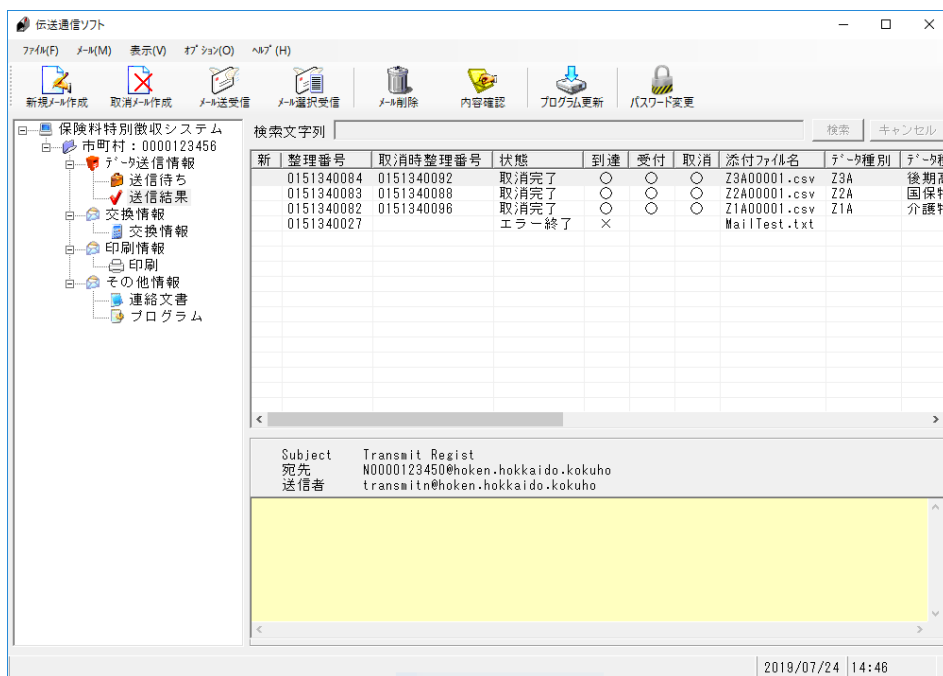 伝送通信ソフト
ﾌｧｲﾙ(F) ﾒｰﾙ(M) 表示(V) ｵﾌﾟｼｮﾝ(O) ﾍﾙﾌﾟ(H)
新規ﾒｰﾙ作成 取消ﾒｰﾙ作成 ﾒｰﾙ送受信 ﾒｰﾙ選択受信 ﾒｰﾙ削除 内容確認 プログラム更新 パスワード変更
保険料特別徴収システム
市町村：0000123456
ﾃﾞｰﾀ送信情報
送信待ち
送信結果
交換情報
交換情報
印刷情報
印刷
その他情報
連絡文書
プログラム
検索文字列 検索 キャンセル
新 整理番号 取消時整理番号 状態 到達 受付 取消 添付ﾌｧｲﾙ名 ﾃﾞｰﾀ種別 ﾃﾞｰﾀ種
0151340084 0151340092 取消完了 ○ ○ ○ Z3A00001.csv Z3A 後期高
0151340083 0151340088 取消完了 ○ ○ ○ Z2A00001.csv Z2A 国保特
0151340082 0151340096 取消完了 ○ ○ ○ Z1A00001.csv Z1A 介護特
0151340027 エラー終了 × MailTest.txt
Subject Transmit Regist
宛先 N0000123450@hoken.hokkaido.kokuho
送信者 transmitn@hoken.hokkaido.kokuho
2019/07/24 14:46